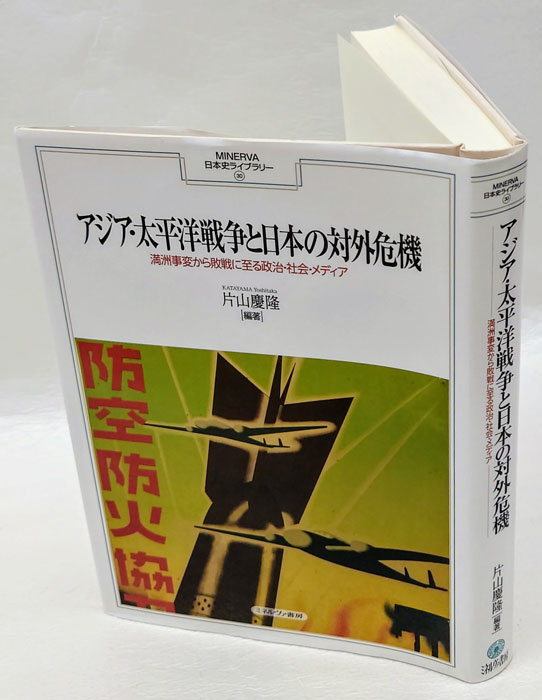 MINERVA
日本史ライブラリー
30
アジア・太平洋戦争と日本の対外危機
満洲事変から敗戦に至る政治・社会・メディア
KATAYAMA Yoshitaka
片山慶隆
[編著]
防空防火協力
ミネルヴァ書房
MINERVA
日本史ライブラリー
30
アジア・太平洋戦争と日本の対外危機
満洲事変から敗戦に至る政治・社会・メディア
片山慶隆
[編著]
ミネルヴァ書房